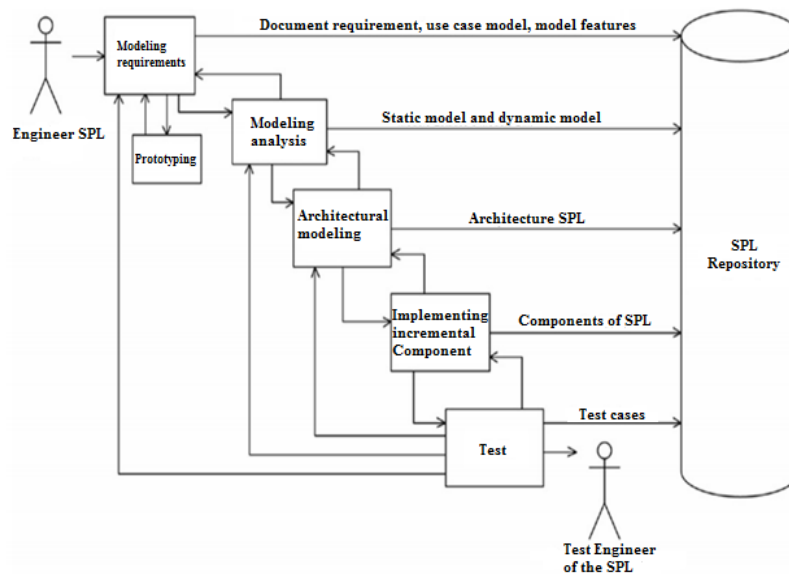 Document requirement, use case model, model features
Modeling
requirements
Engineer SPL
Prototyping
Modeling
analysis
Static model and dynamic model
Architectural
modeling
Architecture SPL
SPL
Repository
Implementing
incremental
Component
Components of SPL
Test cases
Test
Test Engineer
of the SPL